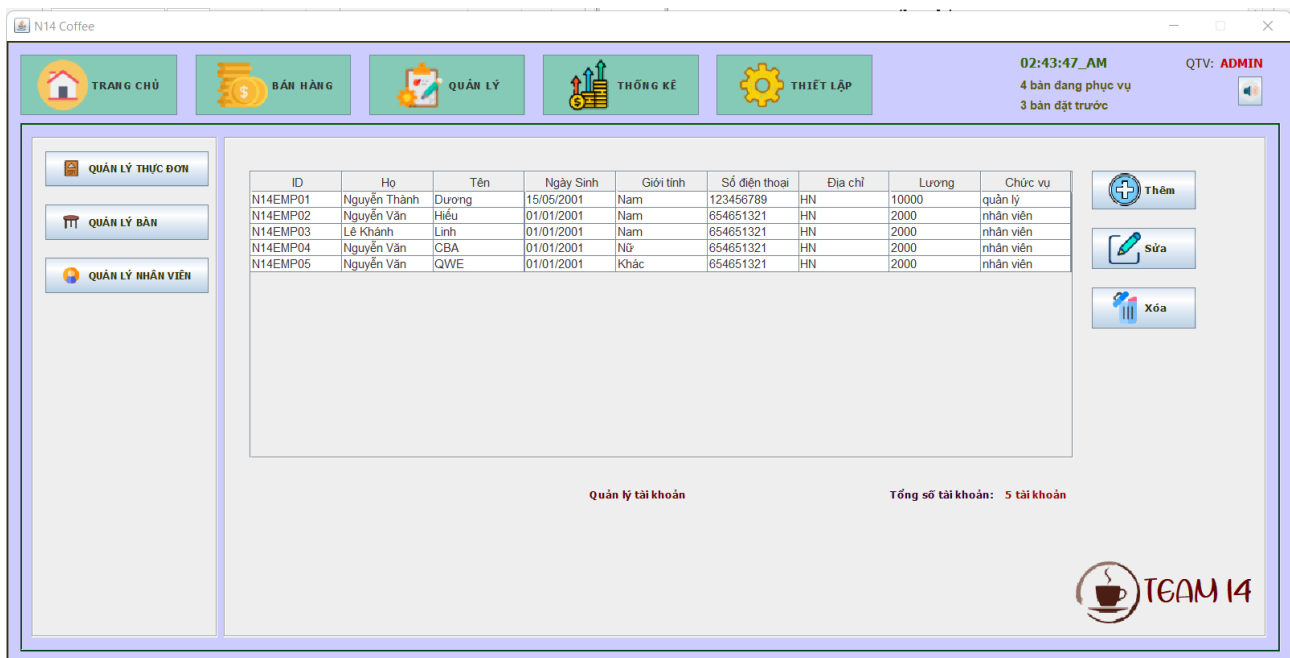 N14 Coffee
TRANG CHỦ
BÁN HÀNG
QUẢN LÝ
THỐNG KÊ
THIẾT LẬP
02:43:47_AM
QTV: ADMIN
4 bàn đang phục vụ
3 bàn đặt trước
QUẢN LÝ THỰC ĐƠN
QUẢN LÝ BÀN
QUẢN LÝ NHÂN VIÊN
ID Họ Tên Ngày Sinh Giới tính Số điện thoại Địa chỉ Lương Chức vụ
N14EMP01 Nguyễn Thành Dương 15/05/2001 Nam 123456789 HN 10000 quản lý
N14EMP02 Nguyễn Văn Hiếu 01/01/2001 Nam 654651321 HN 2000 nhân viên
N14EMP03 Lê Khánh Linh 01/01/2001 Nam 654651321 HN 2000 nhân viên
N14EMP04 Nguyễn Văn CBA 01/01/2001 Nữ 654651321 HN 2000 nhân viên
N14EMP05 Nguyễn Văn QWE 01/01/2001 Khác 654651321 HN 2000 nhân viên
Thêm
Sửa
Xóa
Quản lý tài khoản
Tổng số tài khoản: 5 tài khoản
TEAM 14